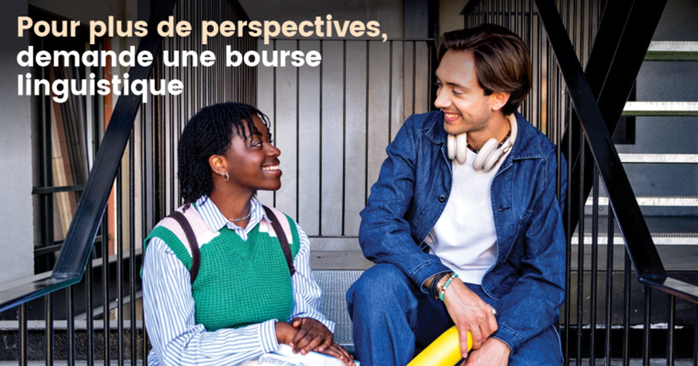 Pour plus de perspectives,
demande une bourse
linguistique